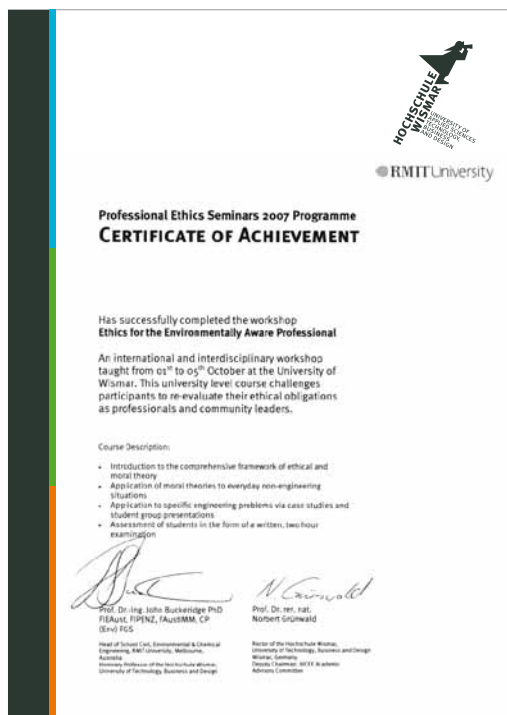 HOCHSCHULE
WISMAR
UNIVERSITY OF
APPLIED SCIENCES
TECHNOLOGY,
BUSINESS
AND DESIGN
RMIT University
Professional Ethics Seminars 2007 Programme
CERTIFICATE OF ACHIEVEMENT
Has successfully completed the workshop
Ethics for the Environmentally Aware Professional
An international and interdisciplinary workshop
taught from 01st to 05th October at the University of
Wismar. This university level course challenges
participants to re-evaluate their ethical obligations
as professionals and community leaders.
Course Description:
• Introduction to the comprehensive framework of ethical and
moral theory
• Application of moral theories to everyday non-engineering
situations
• Application to specific engineering problems via case studies and
student group presentations
• Assessment of students in the form of a written, two hour
examination
N Grünwald
Prof. Dr.-Ing. John Buckeridge PhD
FIEAust, FIPENZ, FAusIMM, CP
(Env) FGS
Prof. Dr. rer. nat.
Norbert Grünwald
Head of School Civil, Environmental & Chemical
Engineering, RMIT University, Melbourne,
Australia
Honorary Professor of the Hochschule Wismar,
University of Technology, Business and Design
Rector of the Hochschule Wismar,
University of Technology, Business and Design
Wismar, Germany
Deputy Chairman, UICEE Academic
Advisory Committee